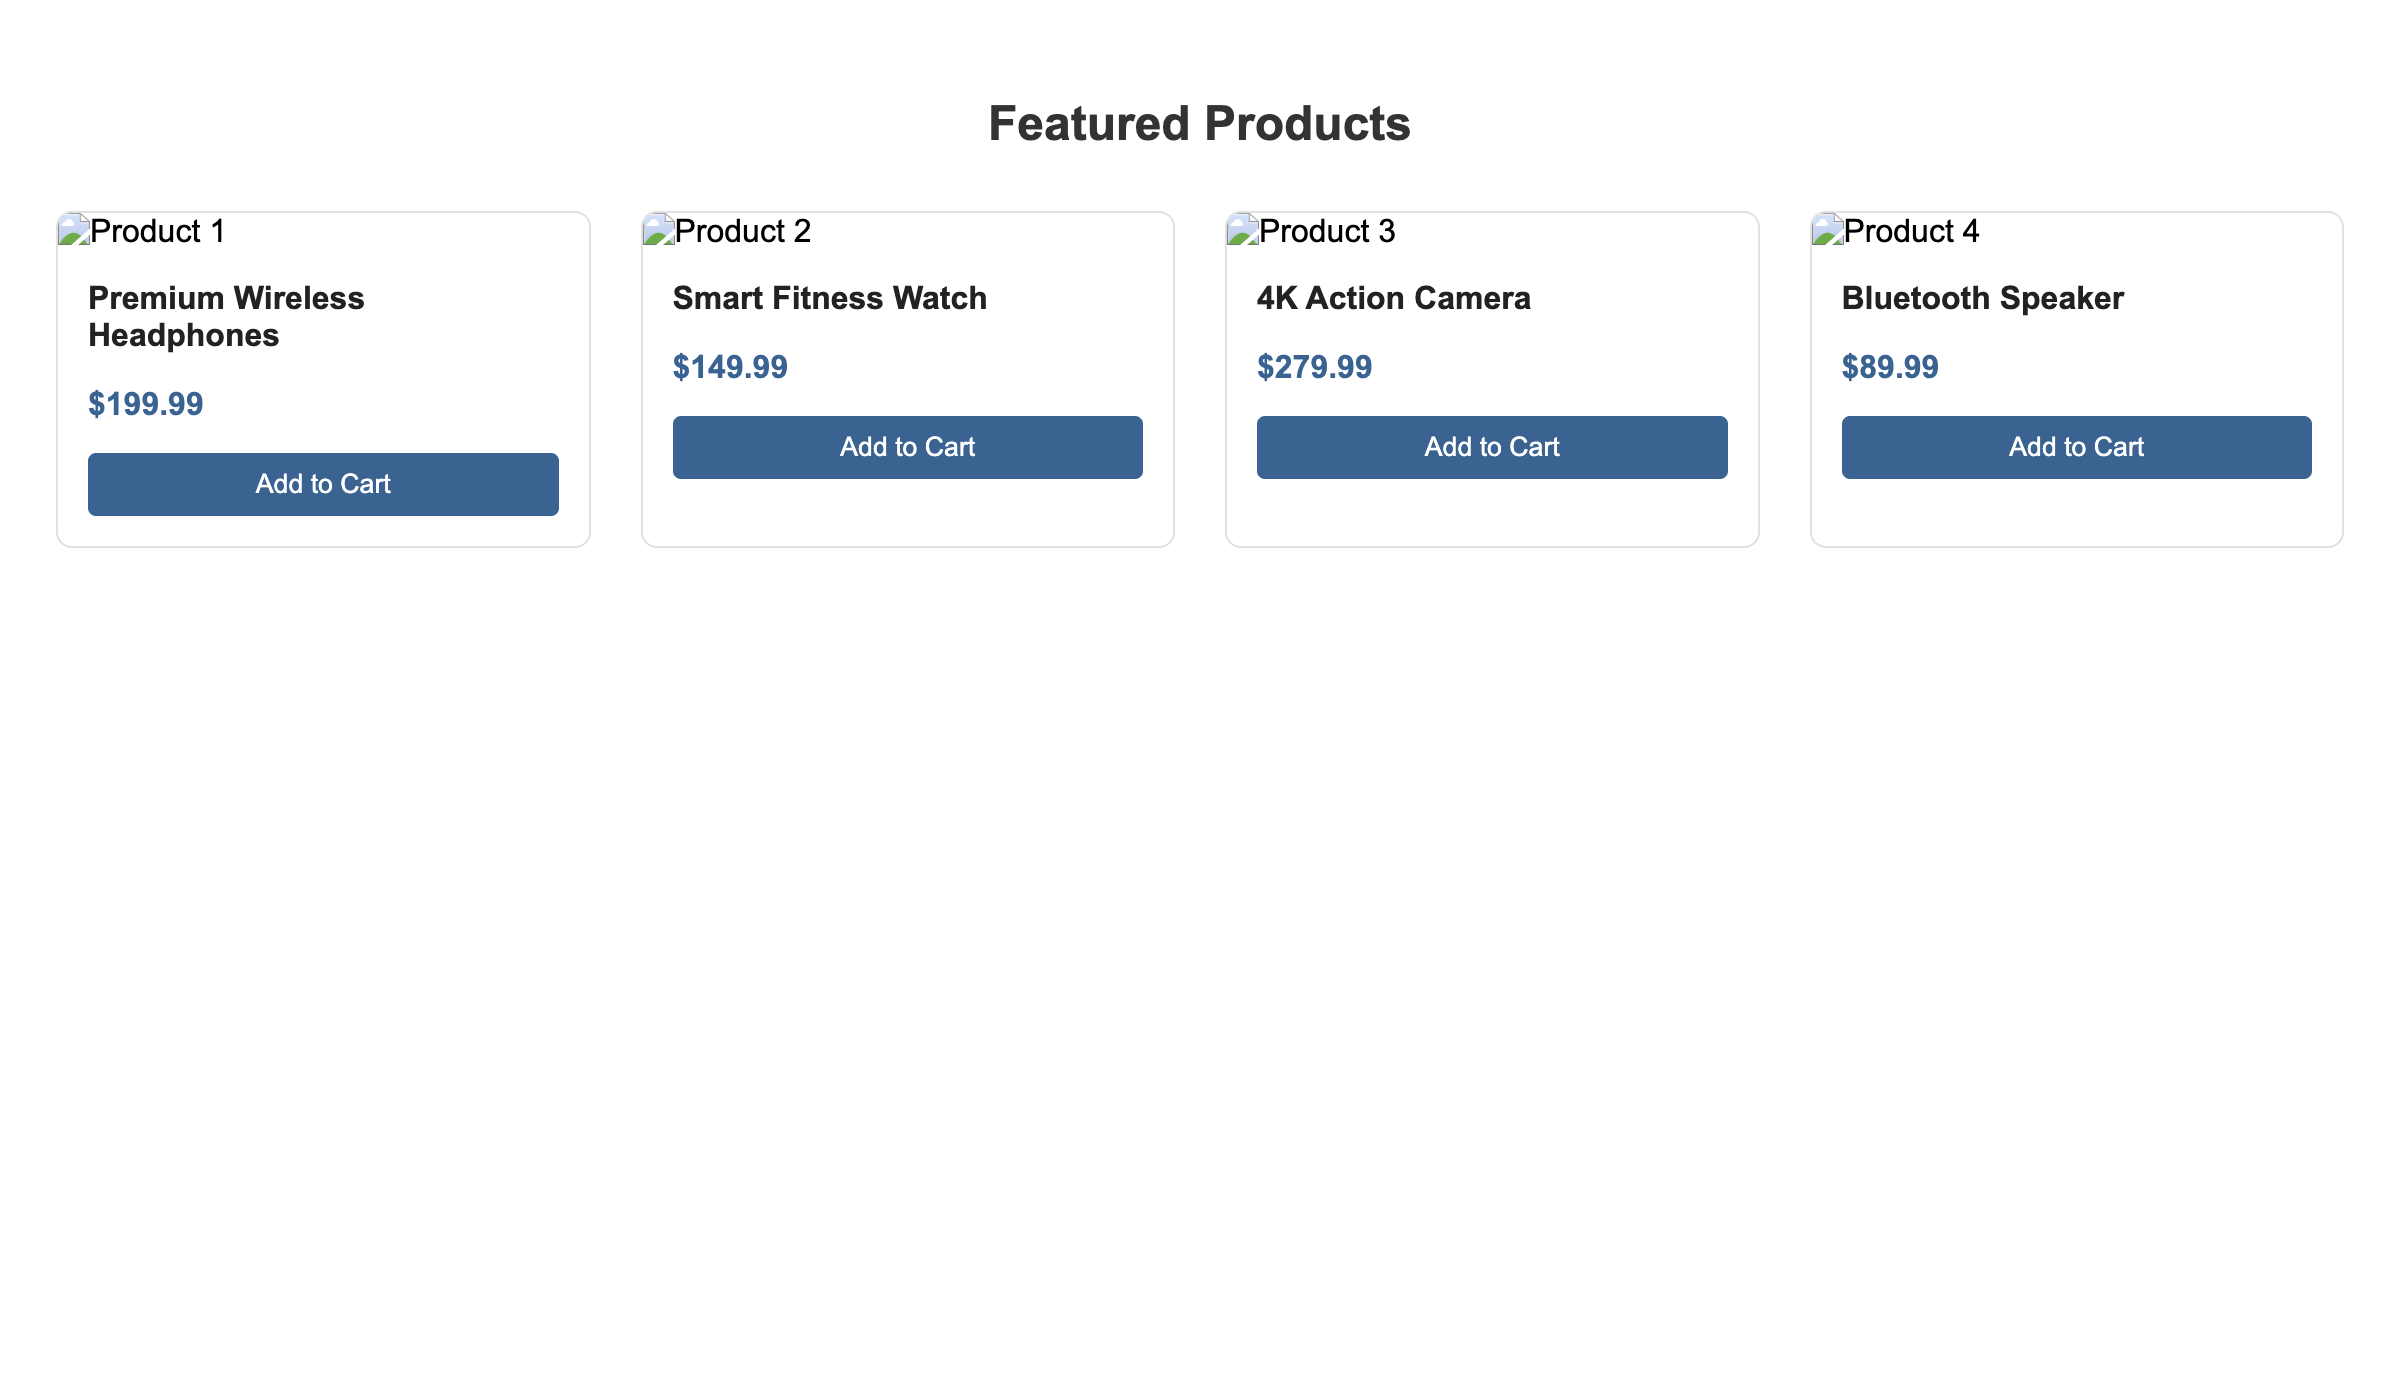 Featured Products
Product 1
Premium Wireless
Headphones
$199.99
Add to Cart
Product 2
Smart Fitness Watch
$149.99
Add to Cart
Product 3
4K Action Camera
$279.99
Add to Cart
Product 4
Bluetooth Speaker
$89.99
Add to Cart